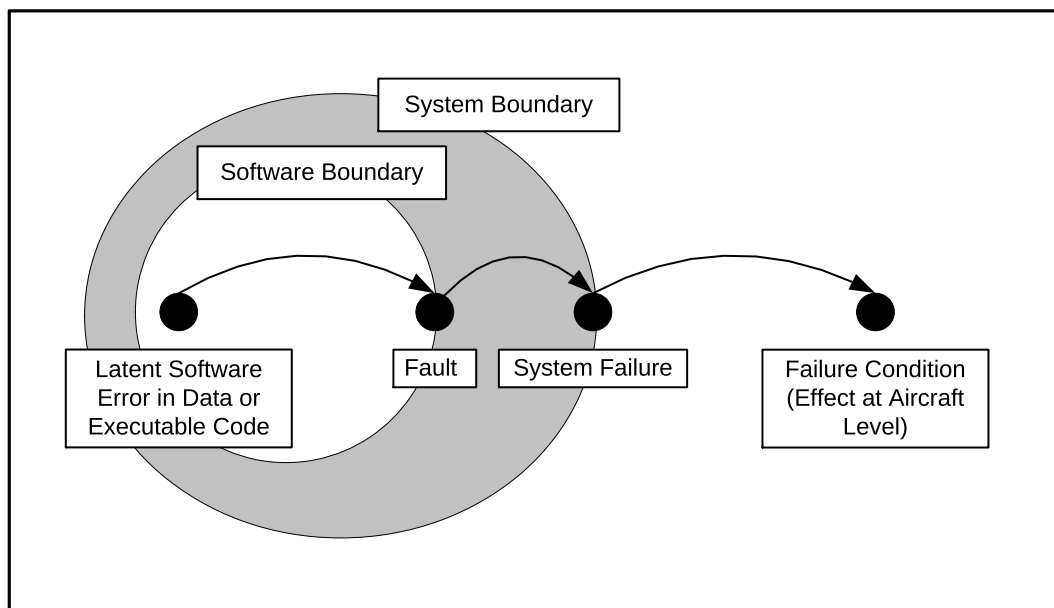 System Boundary
Software Boundary
Latent Software
Error in Data or
Executable Code
Fault
System Failure
Failure Condition
(Effect at Aircraft
Level)